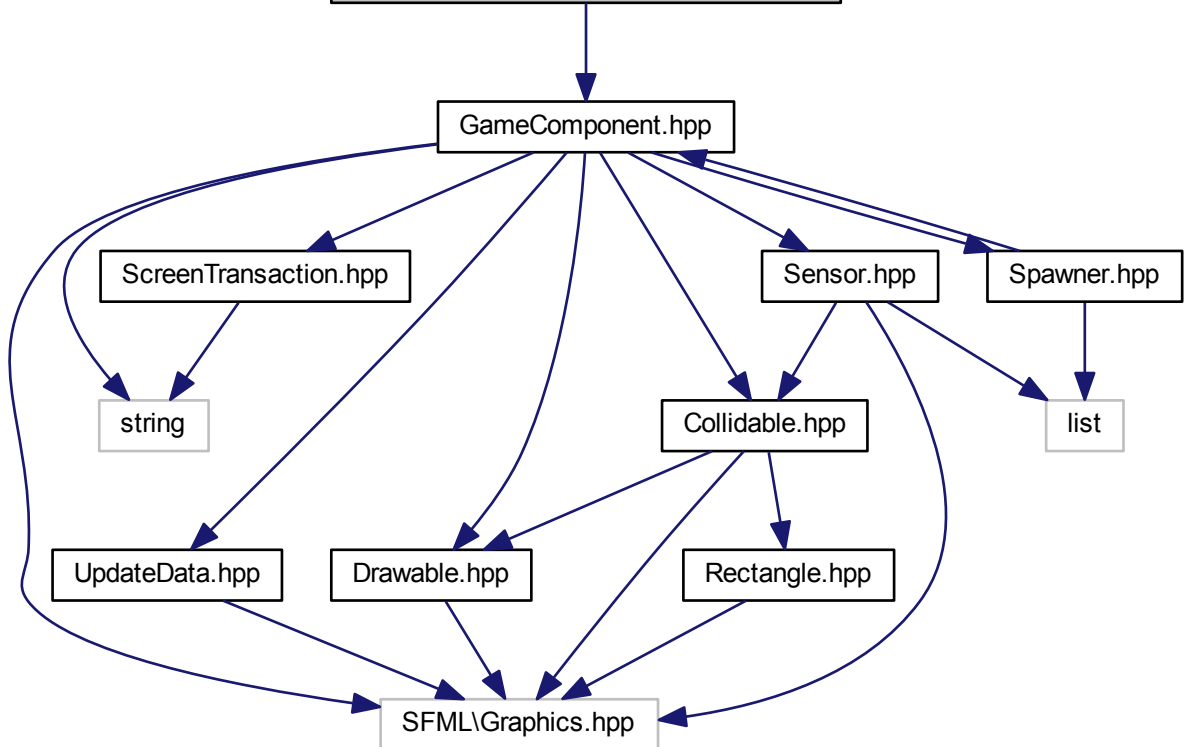 GameComponent.hpp
ScreenTransaction.hpp
Sensor.hpp
Spawner.hpp
string
Collidable.hpp
list
UpdateData.hpp
Drawable.hpp
Rectangle.hpp
SFML\Graphics.hpp